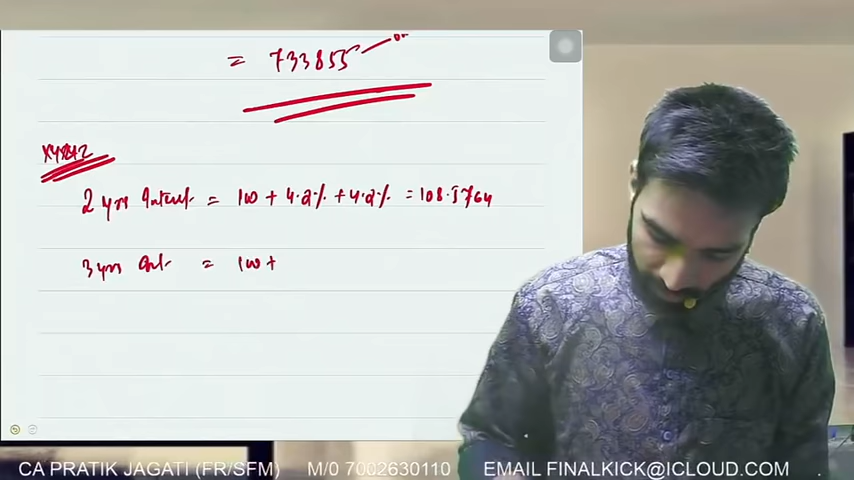 = 733855
2 yrs Interest = 100 + 4.2% + 4.2% = 108.5764
3 yrs Int. = 100 +
CA PRATIK JAGATI (FR/SFM) M/0 7002630110 EMAIL FINALKICK@ICLOUD.COM